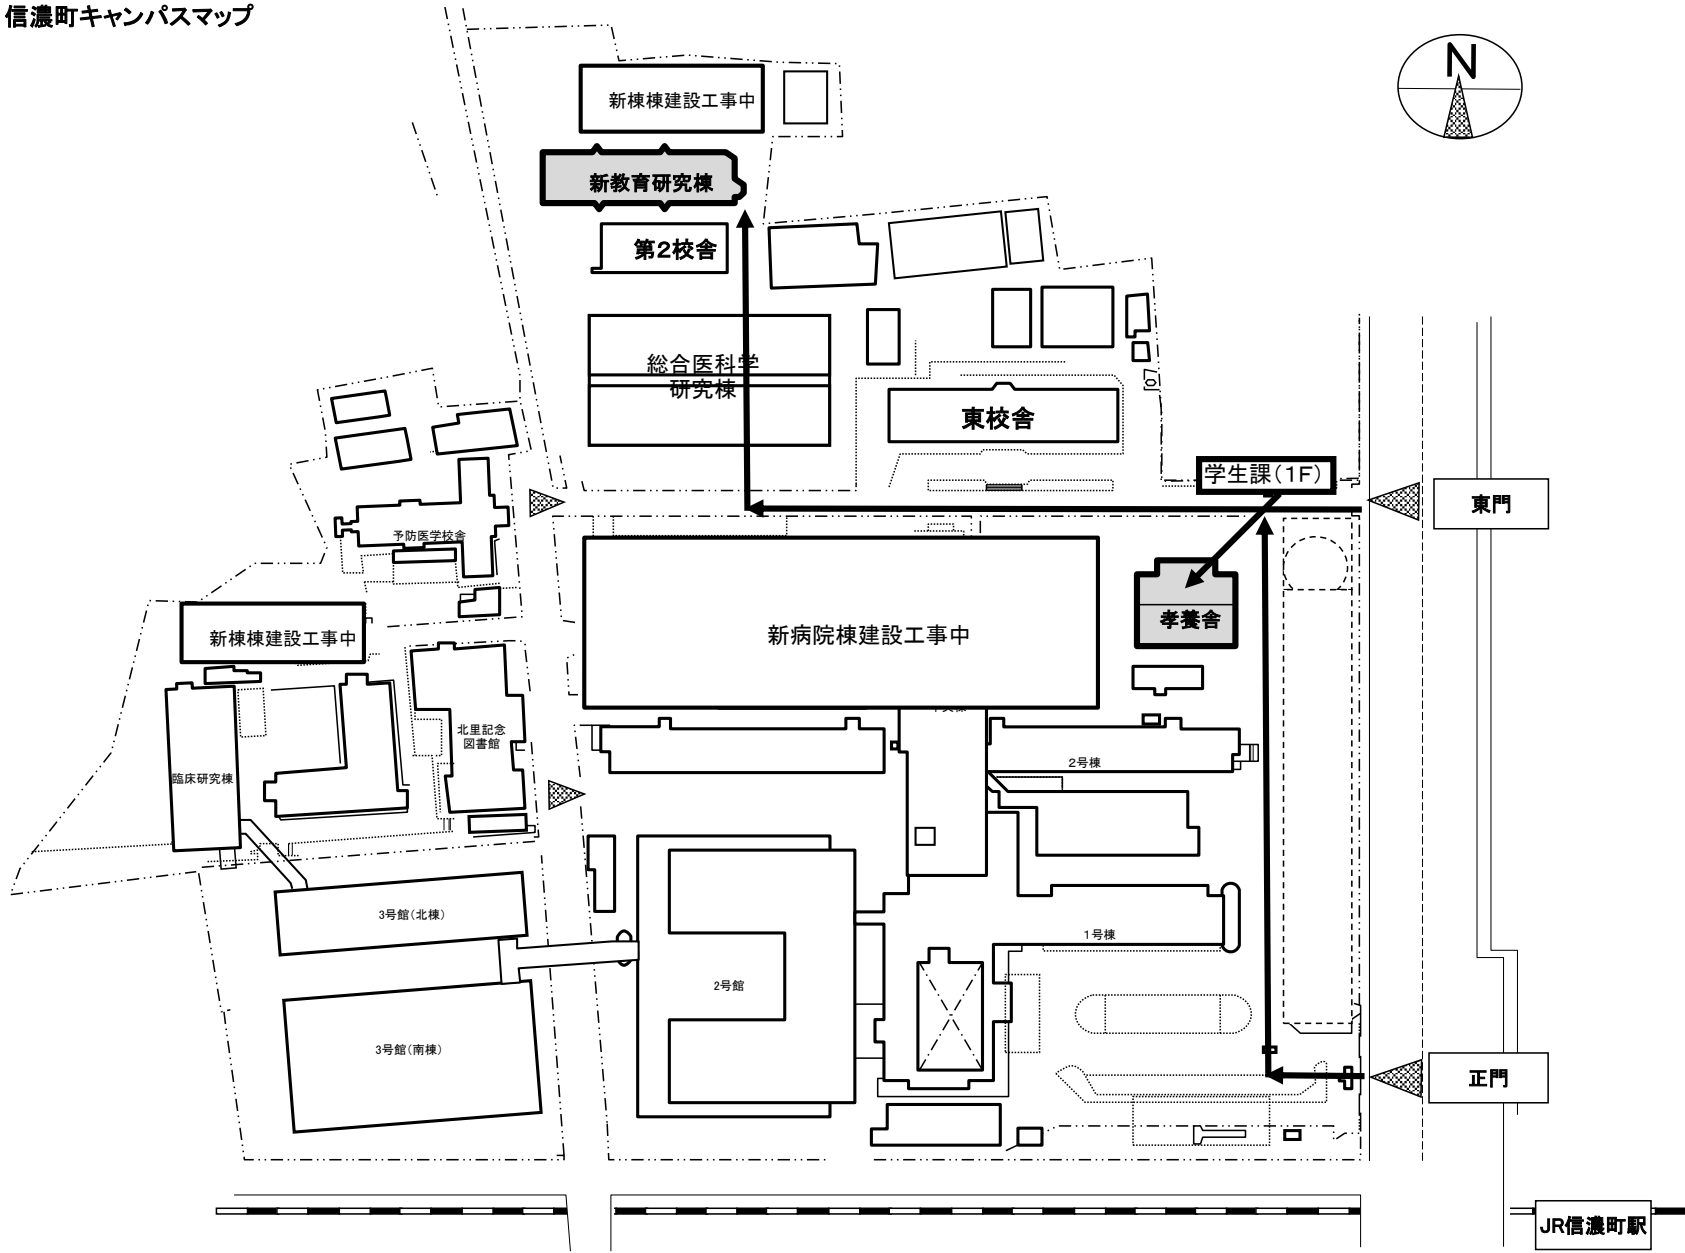 信濃町キャンパスマップ
N
新棟棟建設工事中
新教育研究棟
第2校舎
総合医科学
研究棟
東校舎
学生課(1F)
東門
予防医学校舎
孝養舎
新棟棟建設工事中
新病院棟建設工事中
北里記念
図書館
2号棟
臨床研究棟
3号館(北棟)
1号棟
2号館
3号館(南棟)
正門
JR信濃町駅